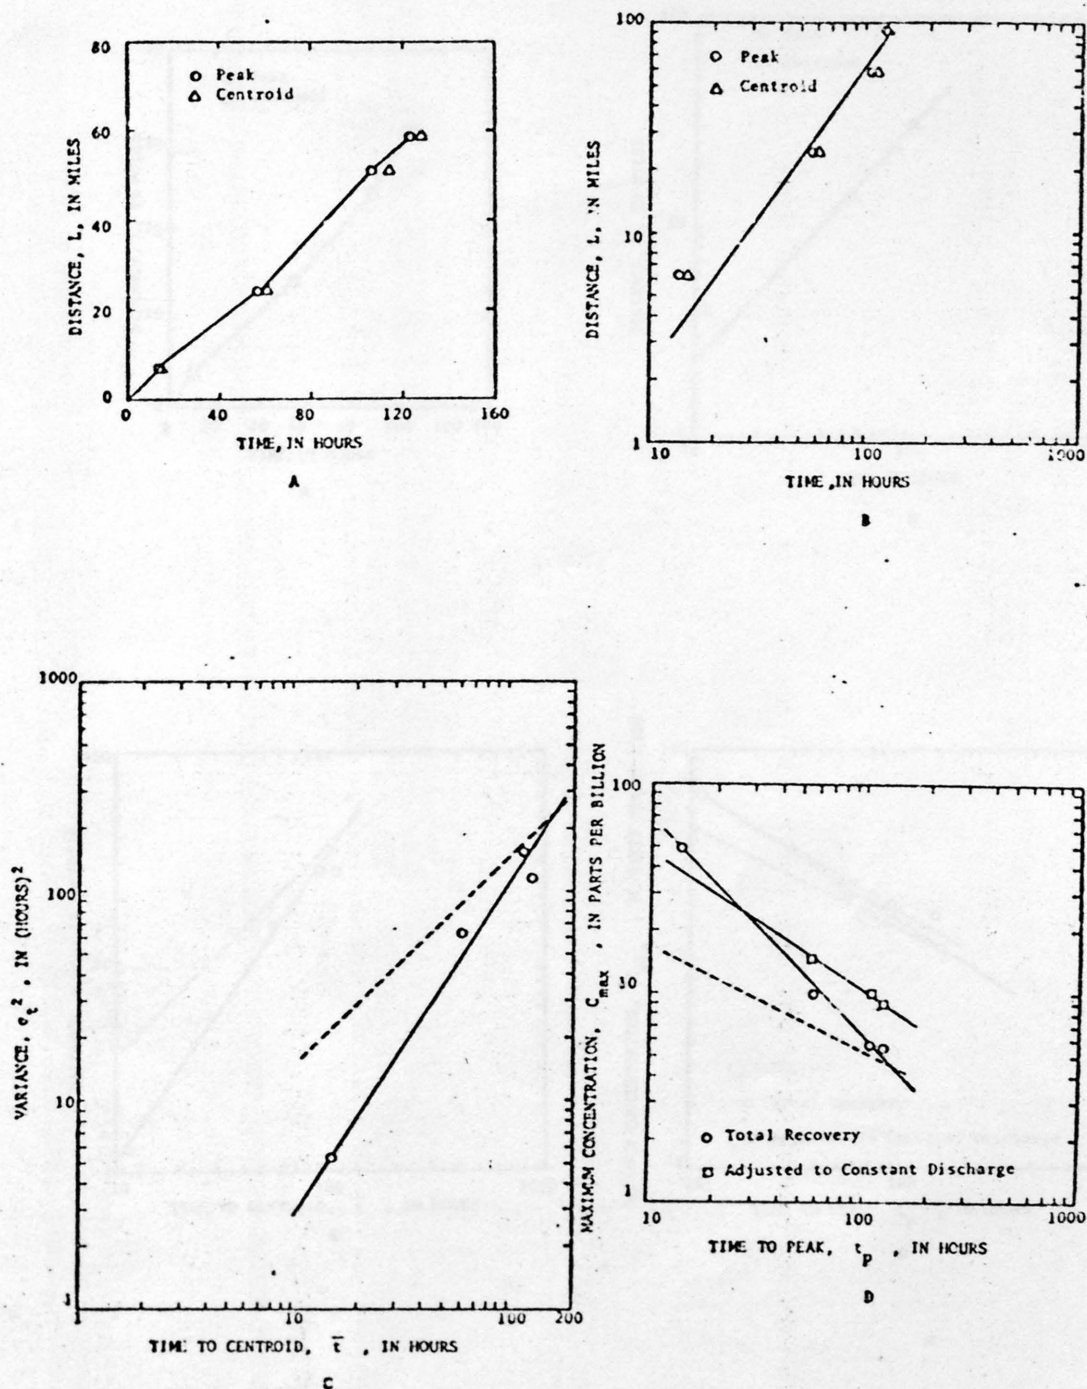 80
60
40
20
0
0 40 80 120 160
DISTANCE, L, IN MILES
○ Peak
△ Centroid
TIME, IN HOURS
A
100
10
1
10 100 1000
DISTANCE, L, IN MILES
○ Peak
△ Centroid
TIME, IN HOURS
B
1000
100
10
1
1 10 100 200
VARIANCE, σt², IN (HOURS)²
TIME TO CENTROID, t̄ , IN HOURS
C
100
10
1
10 100 1000
MAXIMUM CONCENTRATION, Cmax , IN PARTS PER BILLION
○ Total Recovery
□ Adjusted to Constant Discharge
TIME TO PEAK, tp , IN HOURS
D